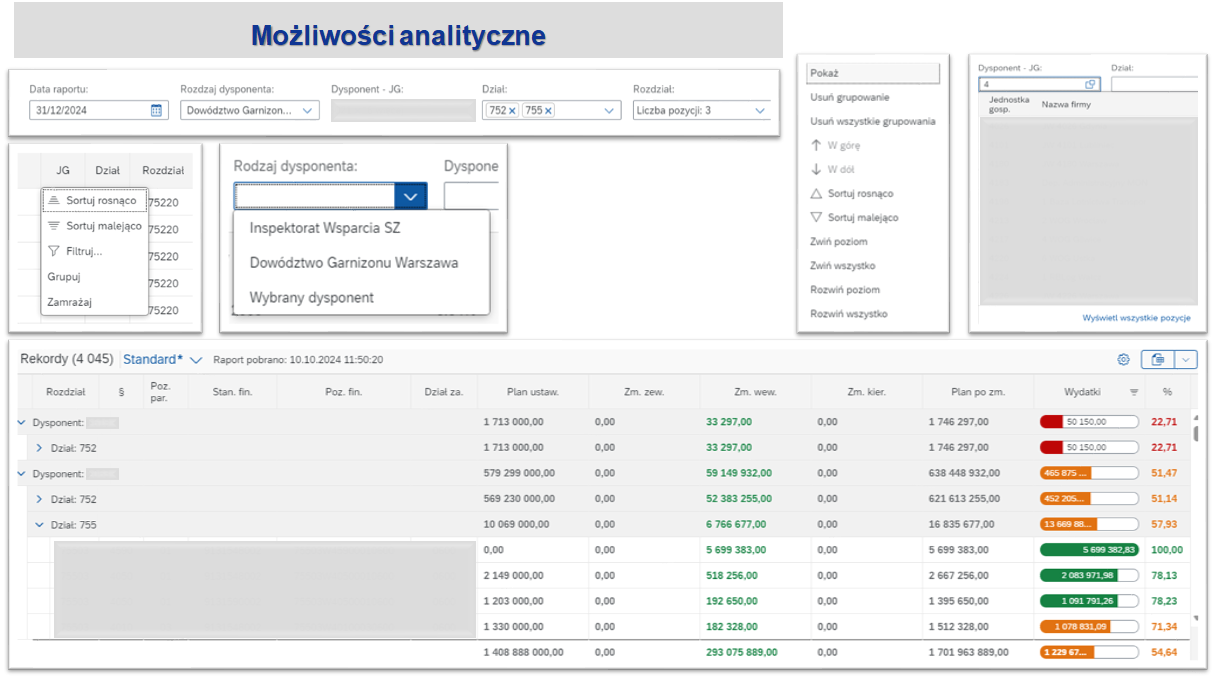 Możliwości analityczne
Data raportu: Rozdzaj dysponenta: Dysponent - JG: Dział: Rozdział:
31/12/2024 Dowództwo Garnizon... 752 × 755 × Liczba pozycji: 3
JG Dział Rozdział
Sortuj rosnąco 75220
Sortuj malejąco 75220
Filtruj... 75220
Grupuj 75220
Zamrażaj 75220
Rodzaj dysponenta: Dyspone
Inspektorat Wsparcia SZ
Dowództwo Garnizonu Warszawa
Wybrany dysponent
Pokaż
Usuń grupowanie
Usuń wszystkie grupowania
W górę
W dół
Sortuj rosnąco
Sortuj malejąco
Zwiń poziom
Zwiń wszystko
Rozwiń poziom
Rozwiń wszystko
Dysponent - JG: Dział:
4
Jednostka gosp. Nazwa firmy
Wyświetl wszystkie pozycje
Rekordy (4 045) Standard* Raport pobrano: 10.10.2024 11:50:20
Rozdział § Poz. par. Stan. fin. Poz. fin. Dział za. Plan ustaw. Zm. zew. Zm. wew. Zm. kier. Plan po zm. Wydatki %
Dysponent: 1 713 000,00 0,00 33 297,00 0,00 1 746 297,00 50 150,00 22,71
Dział: 752 1 713 000,00 0,00 33 297,00 0,00 1 746 297,00 50 150,00 22,71
Dysponent: 579 299 000,00 0,00 59 149 932,00 0,00 638 448 932,00 465 875 ... 51,47
Dział: 752 569 230 000,00 0,00 52 383 255,00 0,00 621 613 255,00 452 205... 51,14
Dział: 755 10 069 000,00 0,00 6 766 677,00 0,00 16 835 677,00 13 669 88... 57,93
0,00 0,00 5 699 383,00 0,00 5 699 383,00 5 699 382,83 100,00
2 149 000,00 0,00 518 256,00 0,00 2 667 256,00 2 083 971,98 78,13
1 203 000,00 0,00 192 650,00 0,00 1 395 650,00 1 091 791,26 78,23
1 330 000,00 0,00 182 328,00 0,00 1 512 328,00 1 078 831,09 71,34
1 408 888 000,00 0,00 293 075 889,00 0,00 1 701 963 889,00 1 229 67... 54,64